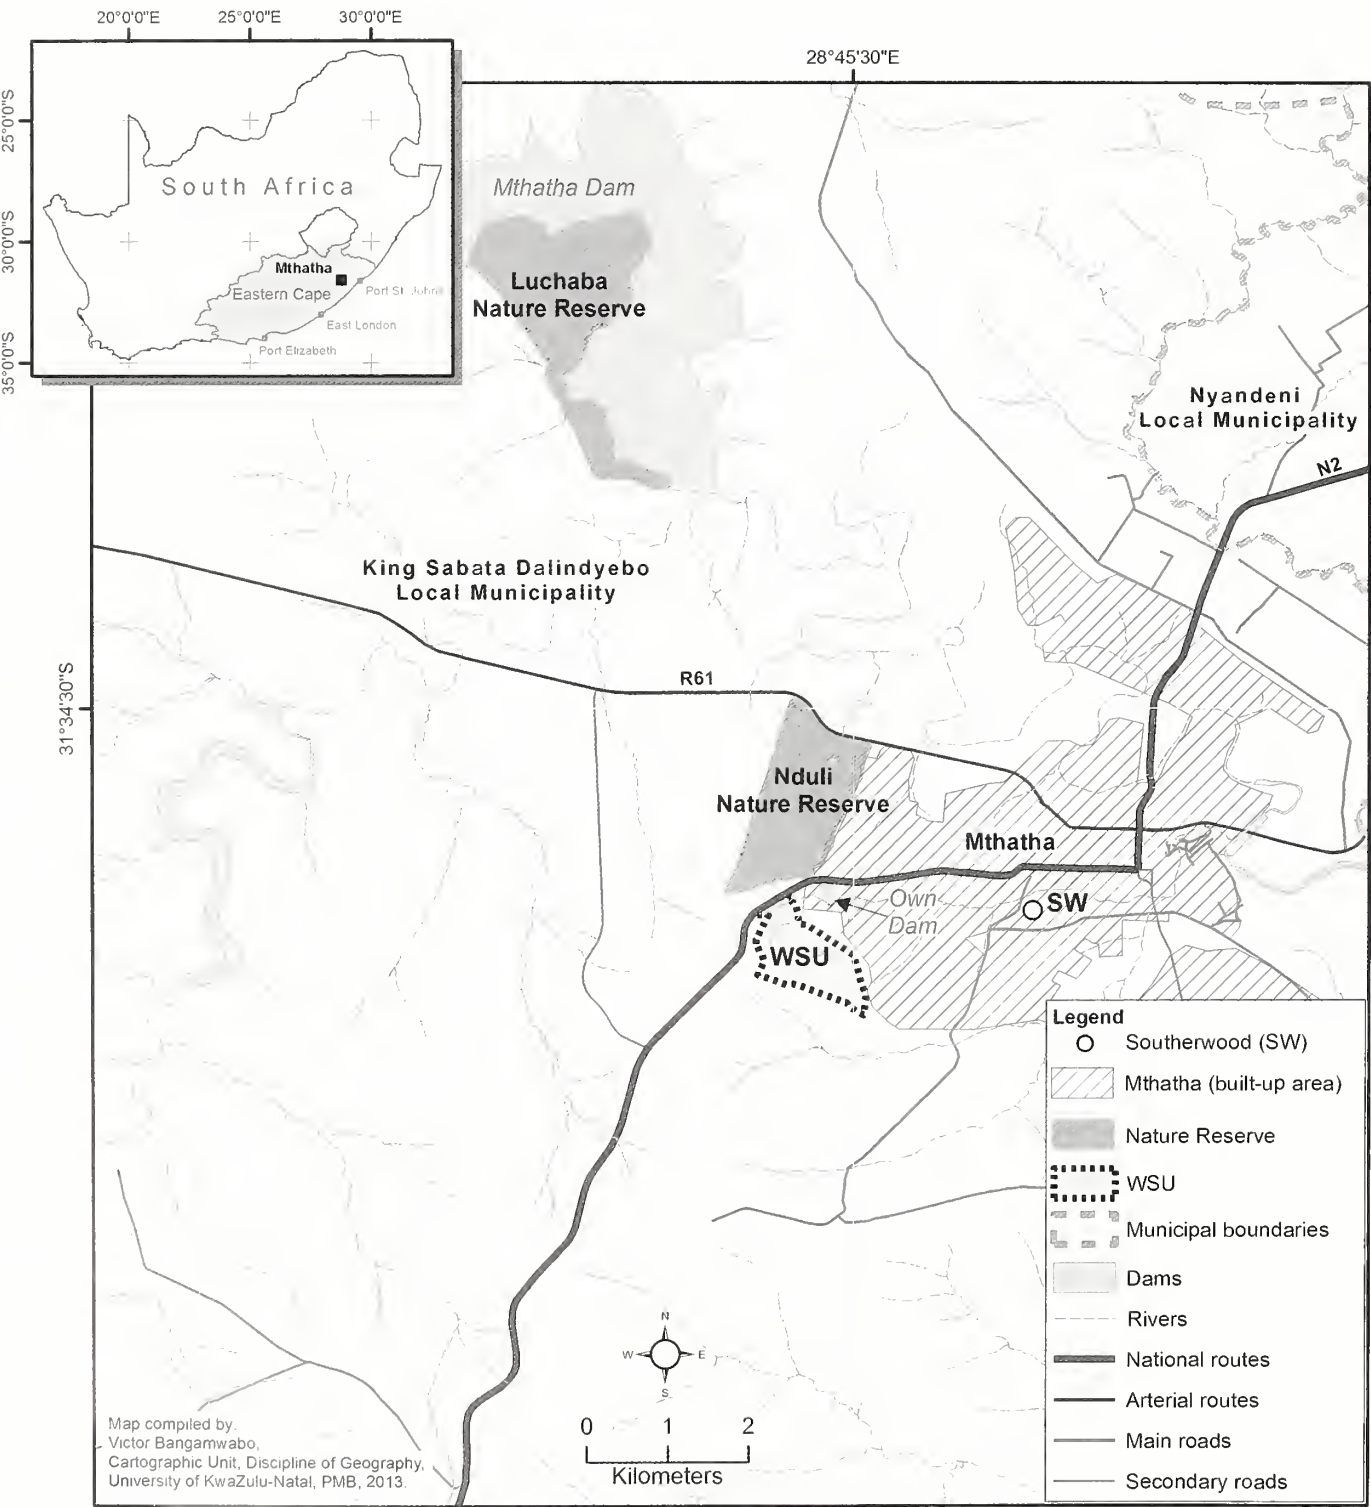 20°0'0"E 25°0'0"E 30°0'0"E
28°45'30"E
25°0'0"S
30°0'0"S
35°0'0"S
South Africa
Mthatha
Eastern Cape
Port St. Johns
East London
Port Elizabeth
Mthatha Dam
Luchaba
Nature Reserve
Nyandeni
Local Municipality
N2
King Sabata Dalindyebo
Local Municipality
R61
31°34'30"S
Nduli
Nature Reserve
Mthatha
Own
Dam
SW
WSU
Legend
Southerwood (SW)
Mthatha (built-up area)
Nature Reserve
WSU
Municipal boundaries
Dams
Rivers
National routes
Arterial routes
Main roads
Secondary roads
N
W E
S
0 1 2
Kilometers
Map compiled by.
Victor Bangamwabo,
Cartographic Unit, Discipline of Geography,
University of KwaZulu-Natal, PMB, 2013.